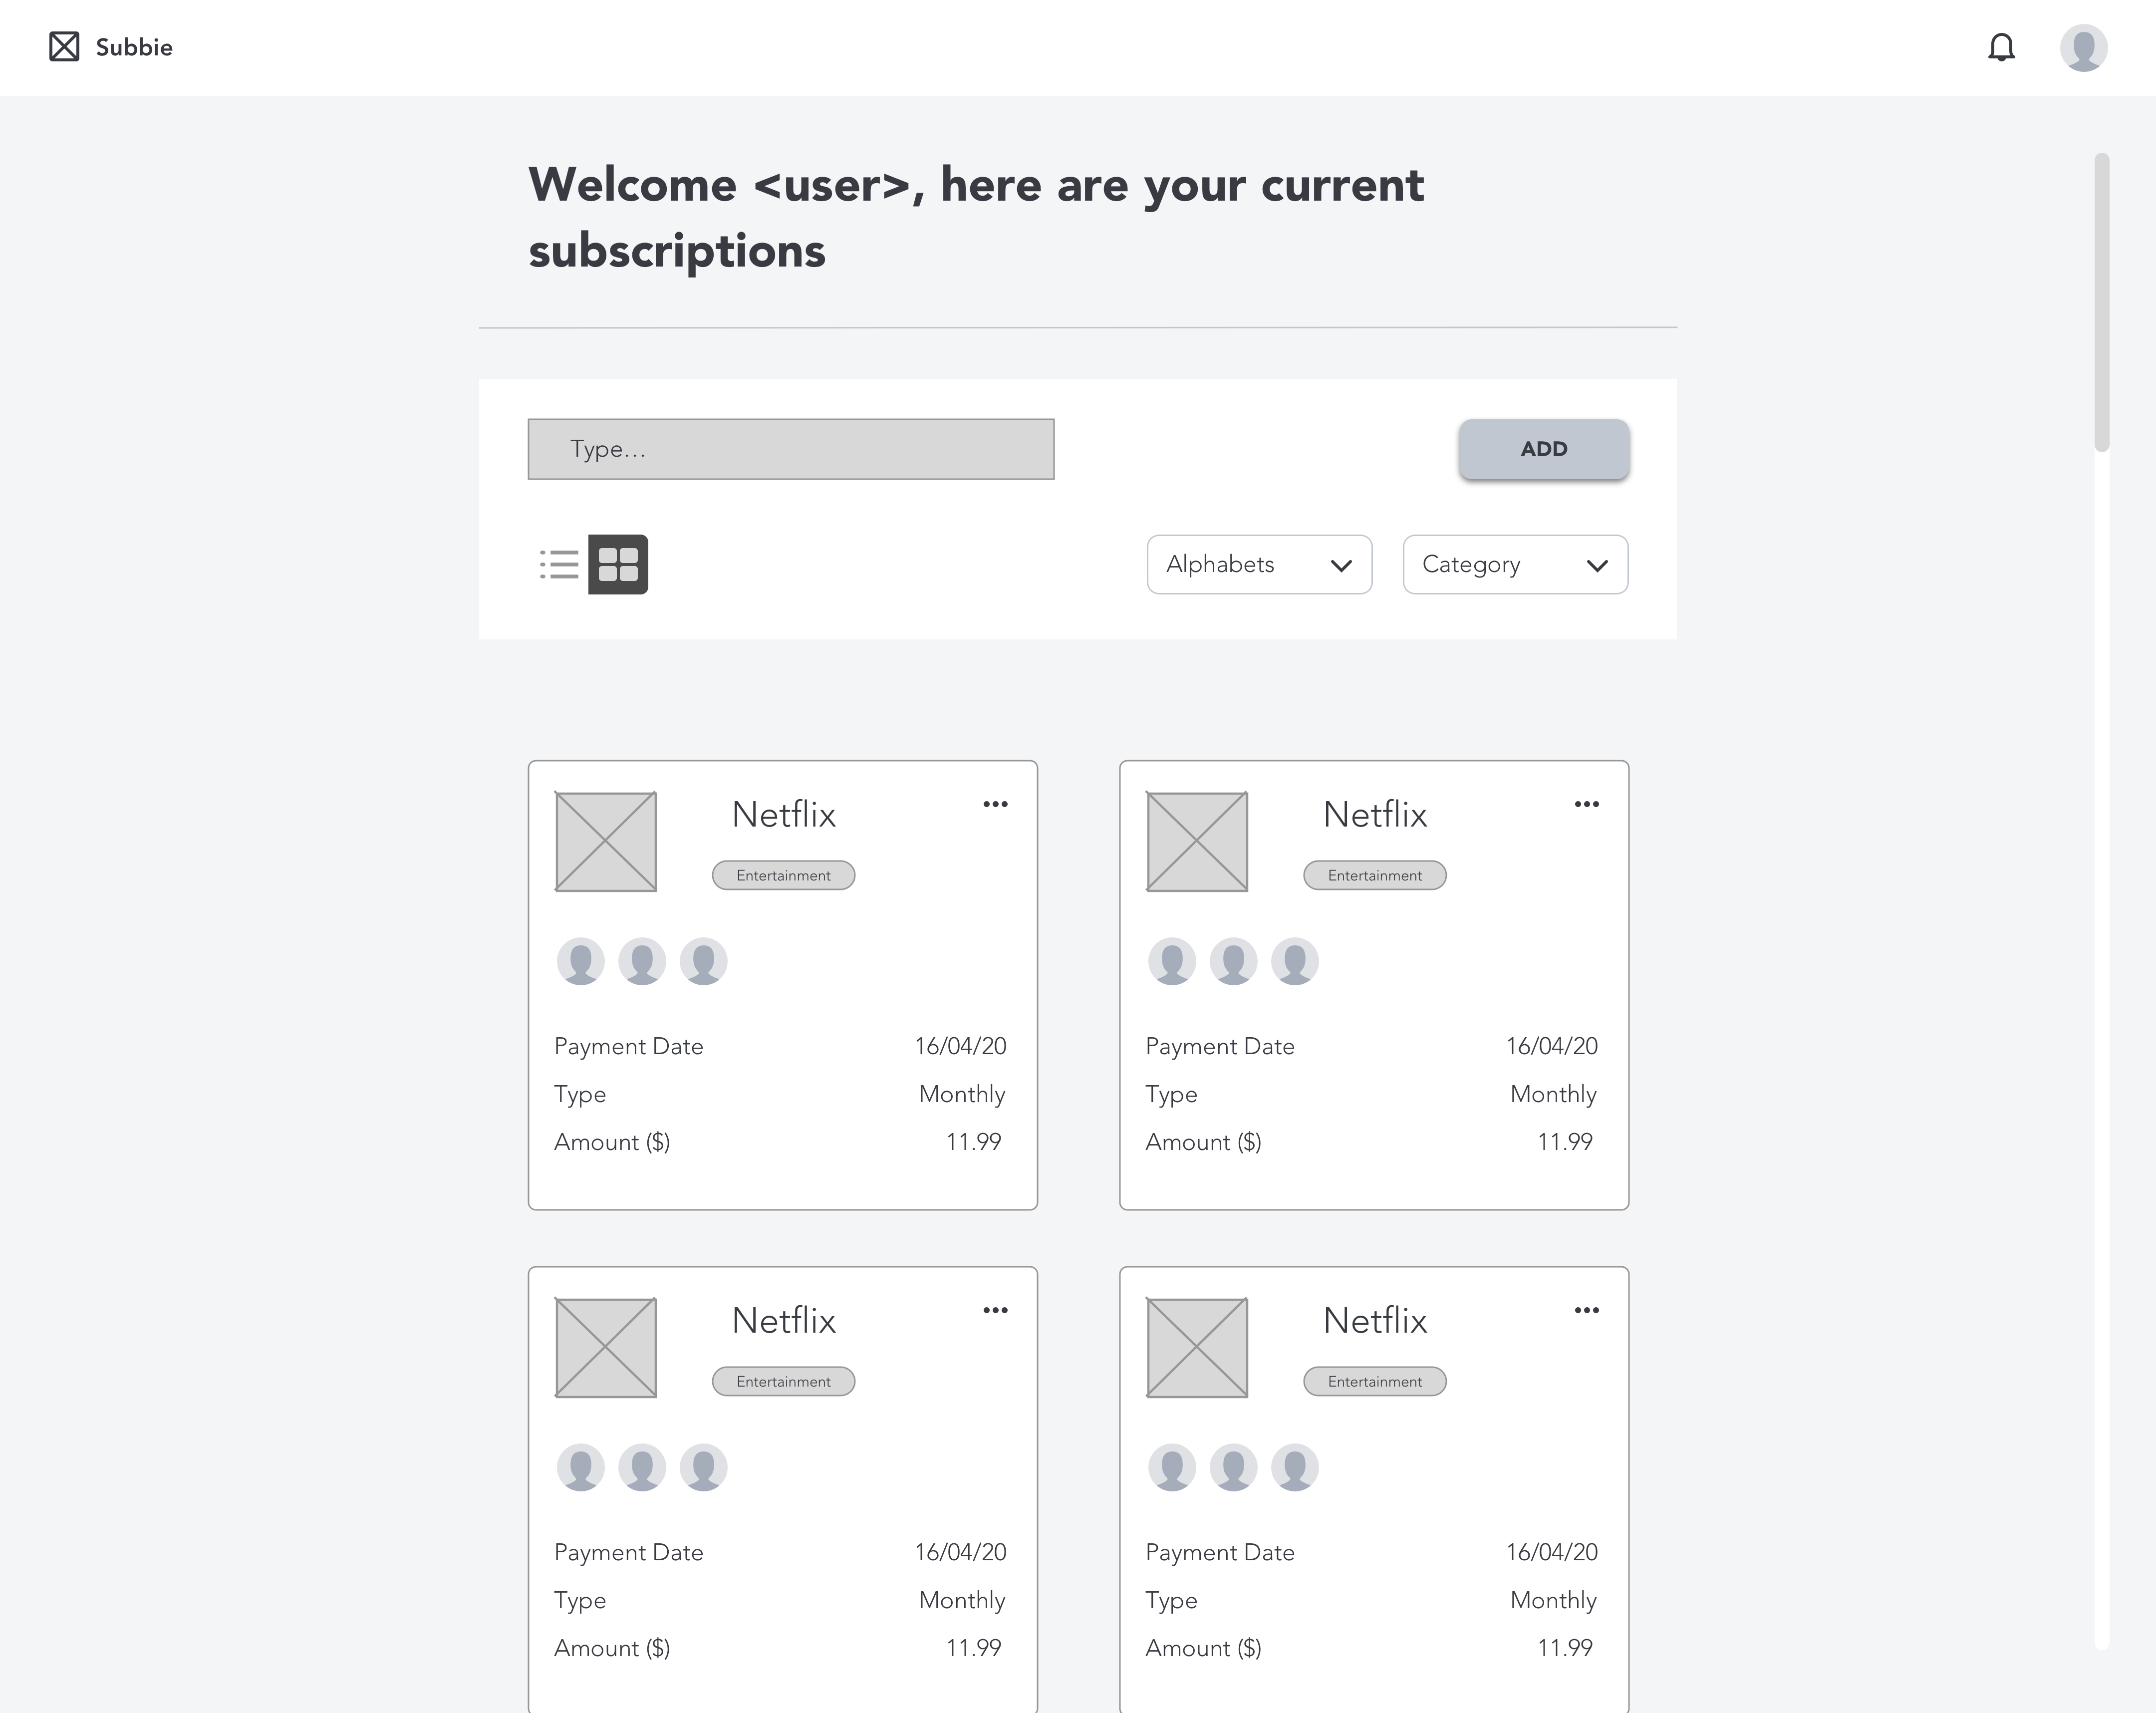 Subbie
Welcome <user>, here are your current
subscriptions
Type...
ADD
Alphabets
Category
Netflix
Entertainment
Payment Date 16/04/20
Type Monthly
Amount ($) 11.99
Netflix
Entertainment
Payment Date 16/04/20
Type Monthly
Amount ($) 11.99
Netflix
Entertainment
Payment Date 16/04/20
Type Monthly
Amount ($) 11.99
Netflix
Entertainment
Payment Date 16/04/20
Type Monthly
Amount ($) 11.99